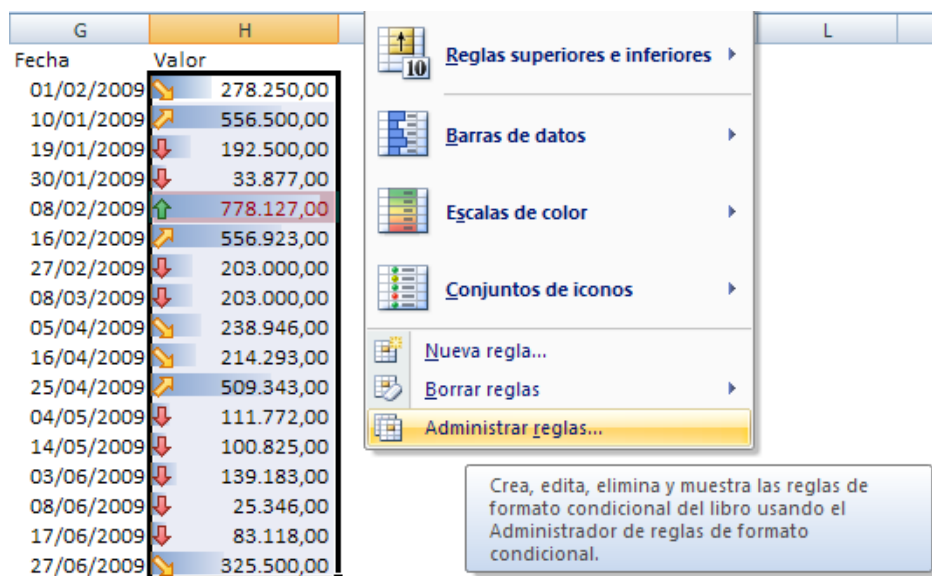 G H L
Fecha Valor
01/02/2009 278.250,00
10/01/2009 556.500,00
19/01/2009 192.500,00
30/01/2009 33.877,00
08/02/2009 778.127,00
16/02/2009 556.923,00
27/02/2009 203.000,00
08/03/2009 203.000,00
05/04/2009 238.946,00
16/04/2009 214.293,00
25/04/2009 509.343,00
04/05/2009 111.772,00
14/05/2009 100.825,00
03/06/2009 139.183,00
08/06/2009 25.346,00
17/06/2009 83.118,00
27/06/2009 325.500,00
10 Reglas superiores e inferiores
Barras de datos
Escalas de color
Conjuntos de iconos
Nueva regla...
Borrar reglas
Administrar reglas...
Crea, edita, elimina y muestra las reglas de
formato condicional del libro usando el
Administrador de reglas de formato
condicional.